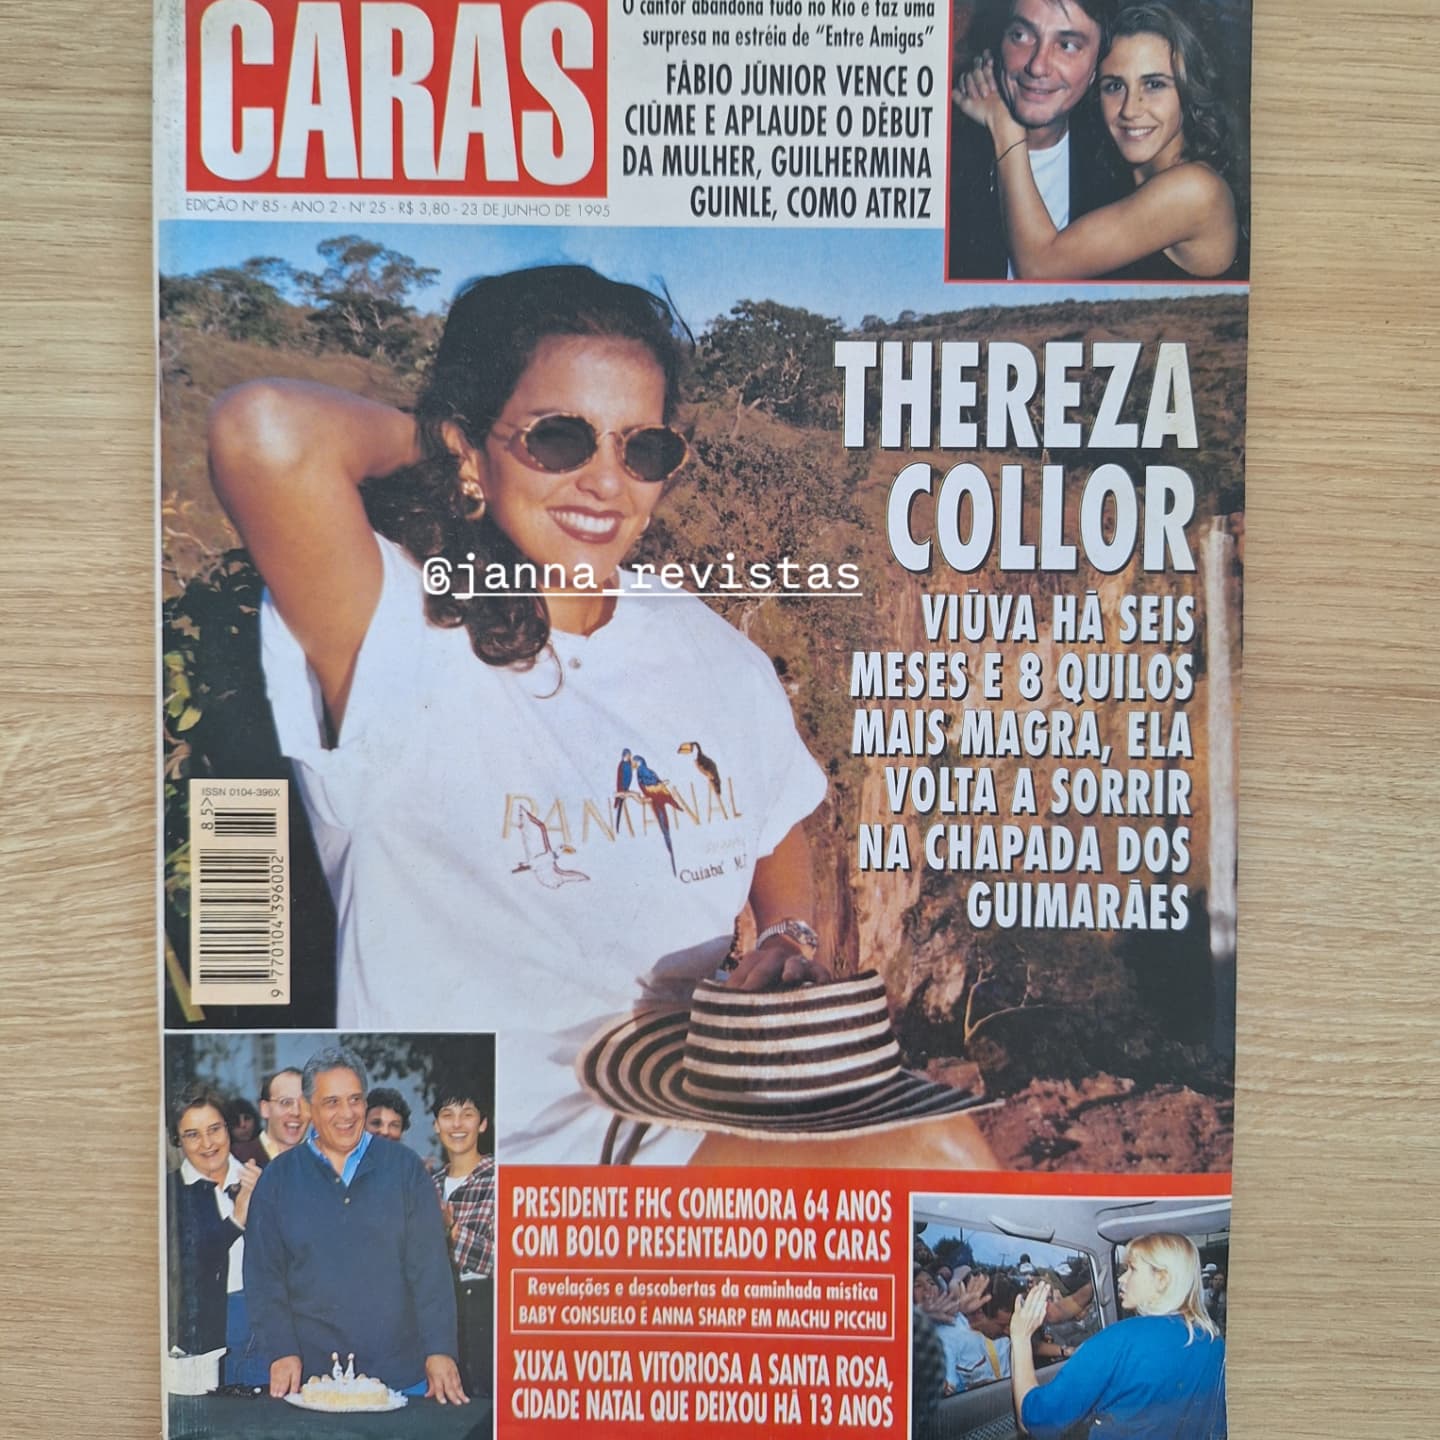 CARAS
EDIÇÃO Nº 85 - ANO 2 - Nº 25 - R$ 3,80 - 23 DE JUNHO DE 1995
O cantor abandona tudo no Rio e faz uma
surpresa na estréia de "Entre Amigas"
FÁBIO JÚNIOR VENCE O
CIÚME E APLAUDE O DÉBUT
DA MULHER, GUILHERMINA
GUINLE, COMO ATRIZ
THEREZA
COLLOR
VIÚVA HÁ SEIS
MESES E 8 QUILOS
MAIS MAGRA, ELA
VOLTA A SORRIR
NA CHAPADA DOS
GUIMARÃES
@janna_revistas
PANTANAL
Cuiabá
ISSN 0104-396X
85>
9 770104 396002
PRESIDENTE FHC COMEMORA 64 ANOS
COM BOLO PRESENTEADO POR CARAS
Revelações e descobertas da caminhada mística
BABY CONSUELO E ANNA SHARP EM MACHU PICCHU
XUXA VOLTA VITORIOSA A SANTA ROSA,
CIDADE NATAL QUE DEIXOU HÁ 13 ANOS